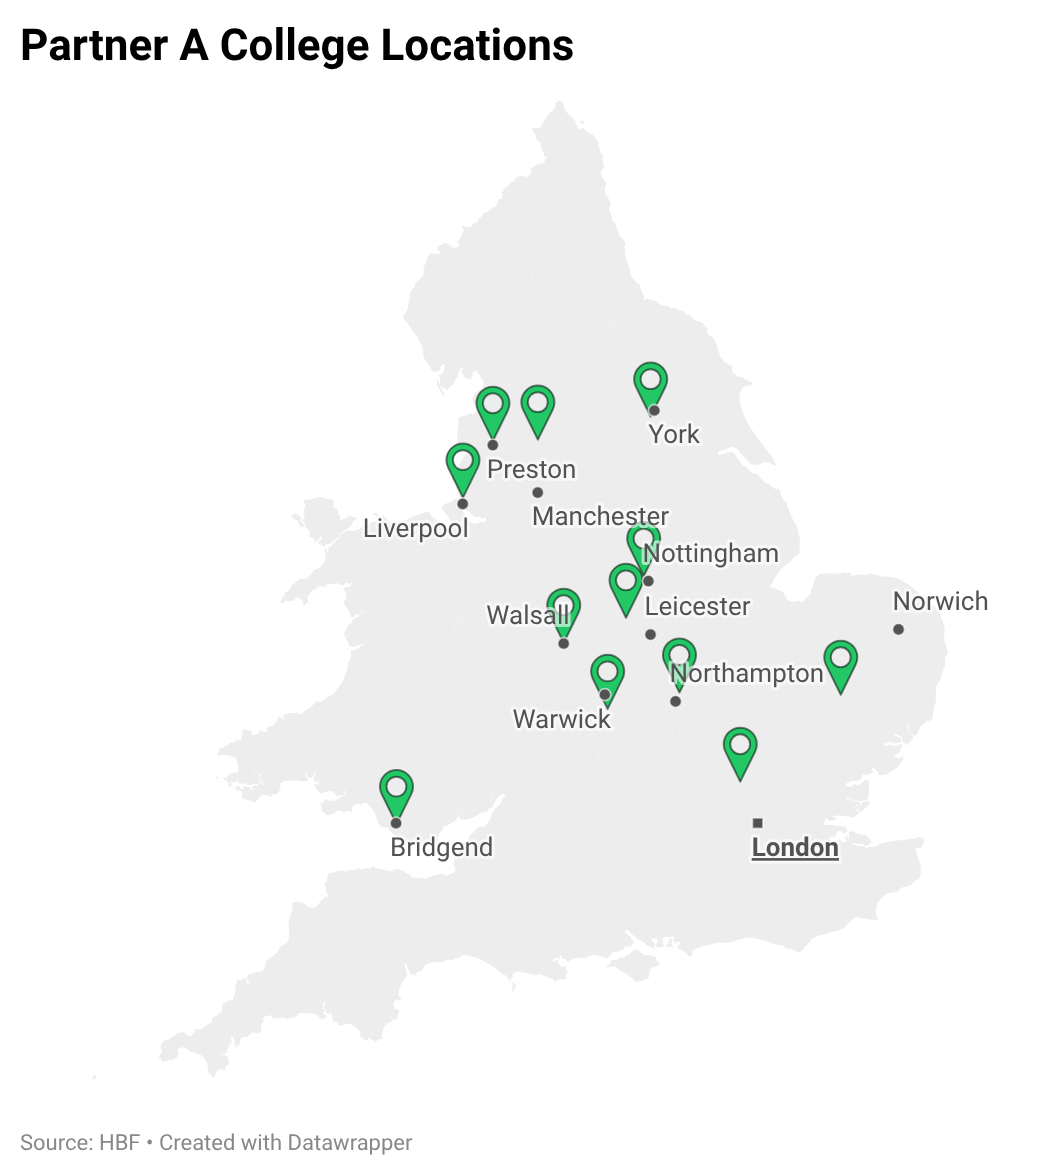 Partner A College Locations
York
Preston
Manchester
Liverpool
Nottingham
Norwich
Leicester
Walsall
Northampton
Warwick
Bridgend
London
Source: HBF • Created with Datawrapper